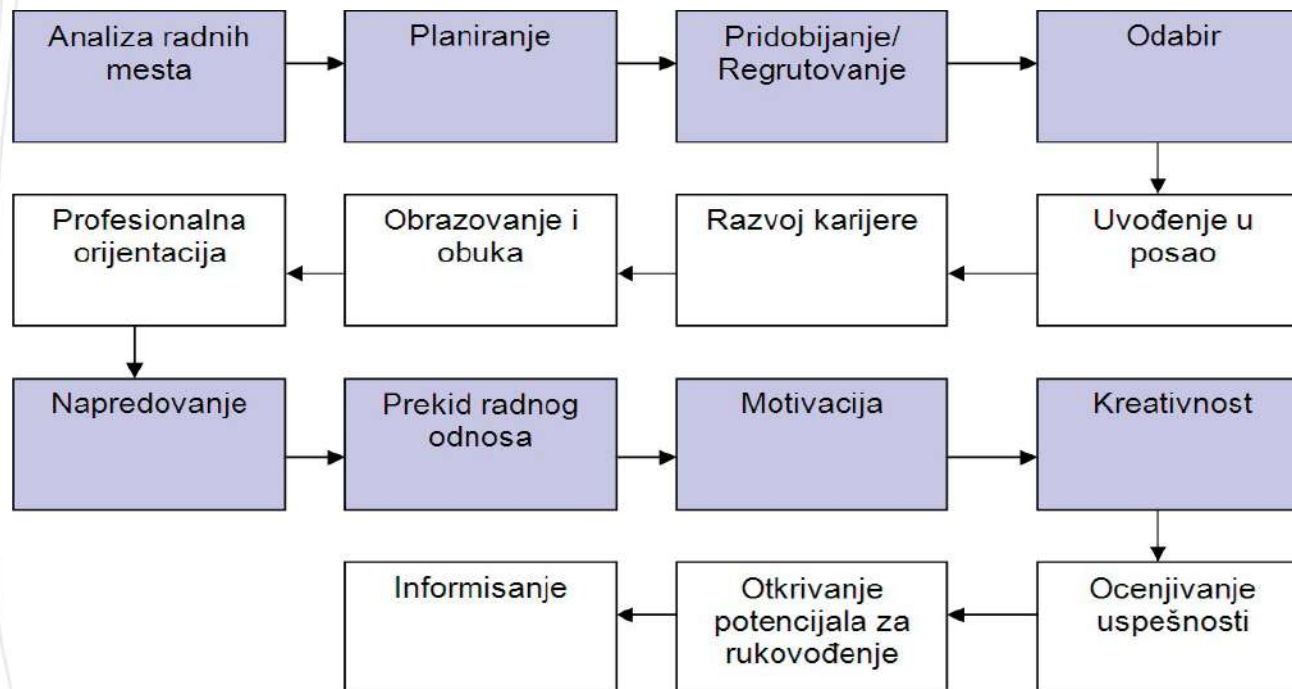 Analiza radnih
mesta
Planiranje
Pridobijanje/
Regrutovanje
Odabir
Profesionalna
orijentacija
Obrazovanje i
obuka
Razvoj karijere
Uvođenje u
posao
Napredovanje
Prekid radnog
odnosa
Motivacija
Kreativnost
Informisanje
Otkrivanje
potencijala za
rukovođenje
Ocenjivanje
uspešnosti